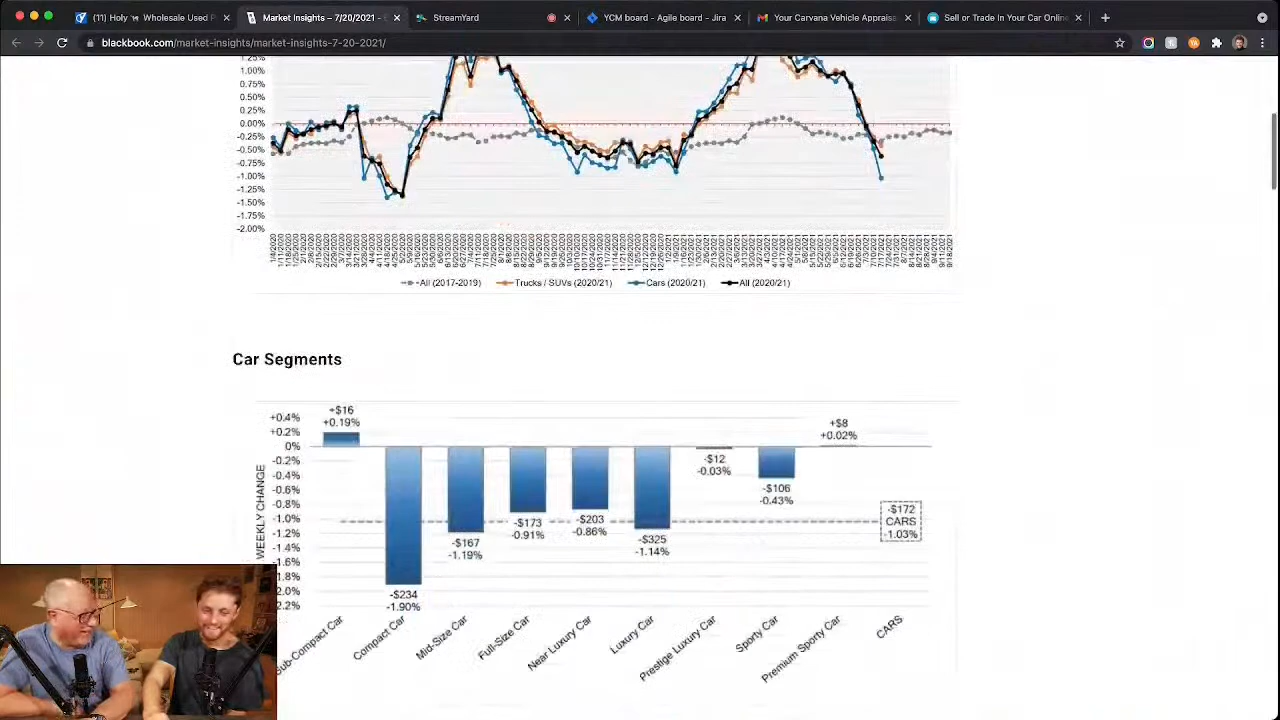 (11) Holy 🐄 Wholesale Used P
Market Insights – 7/20/2021 –
StreamYard
YCM board - Agile board - Jira
Your Carvana Vehicle Appraisa
Sell or Trade In Your Car Online
blackbook.com/market-insights/market-insights-7-20-2021/
1.25%
1.00%
0.75%
0.50%
0.25%
0.00%
-0.25%
-0.50%
-0.75%
-1.00%
-1.25%
-1.50%
-1.75%
-2.00%
All (2017-2019)
Trucks / SUVs (2020/21)
Cars (2020/21)
All (2020/21)
Car Segments
WEEKLY CHANGE
+0.4%
+0.2%
0%
-0.2%
-0.4%
-0.6%
-0.8%
-1.0%
-1.2%
-1.4%
1.6%
1.8%
2.0%
2.2%
+$16
+0.19%
-$234
-1.90%
-$167
-1.19%
-$173
-0.91%
-$203
-0.86%
-$325
-1.14%
-$12
-0.03%
-$106
-0.43%
+$8
+0.02%
-$172
CARS
-1.03%
Sub-Compact Car
Compact Car
Mid-Size Car
Full-Size Car
Near Luxury Car
Luxury Car
Prestige Luxury Car
Sporty Car
Premium Sporty Car
CARS